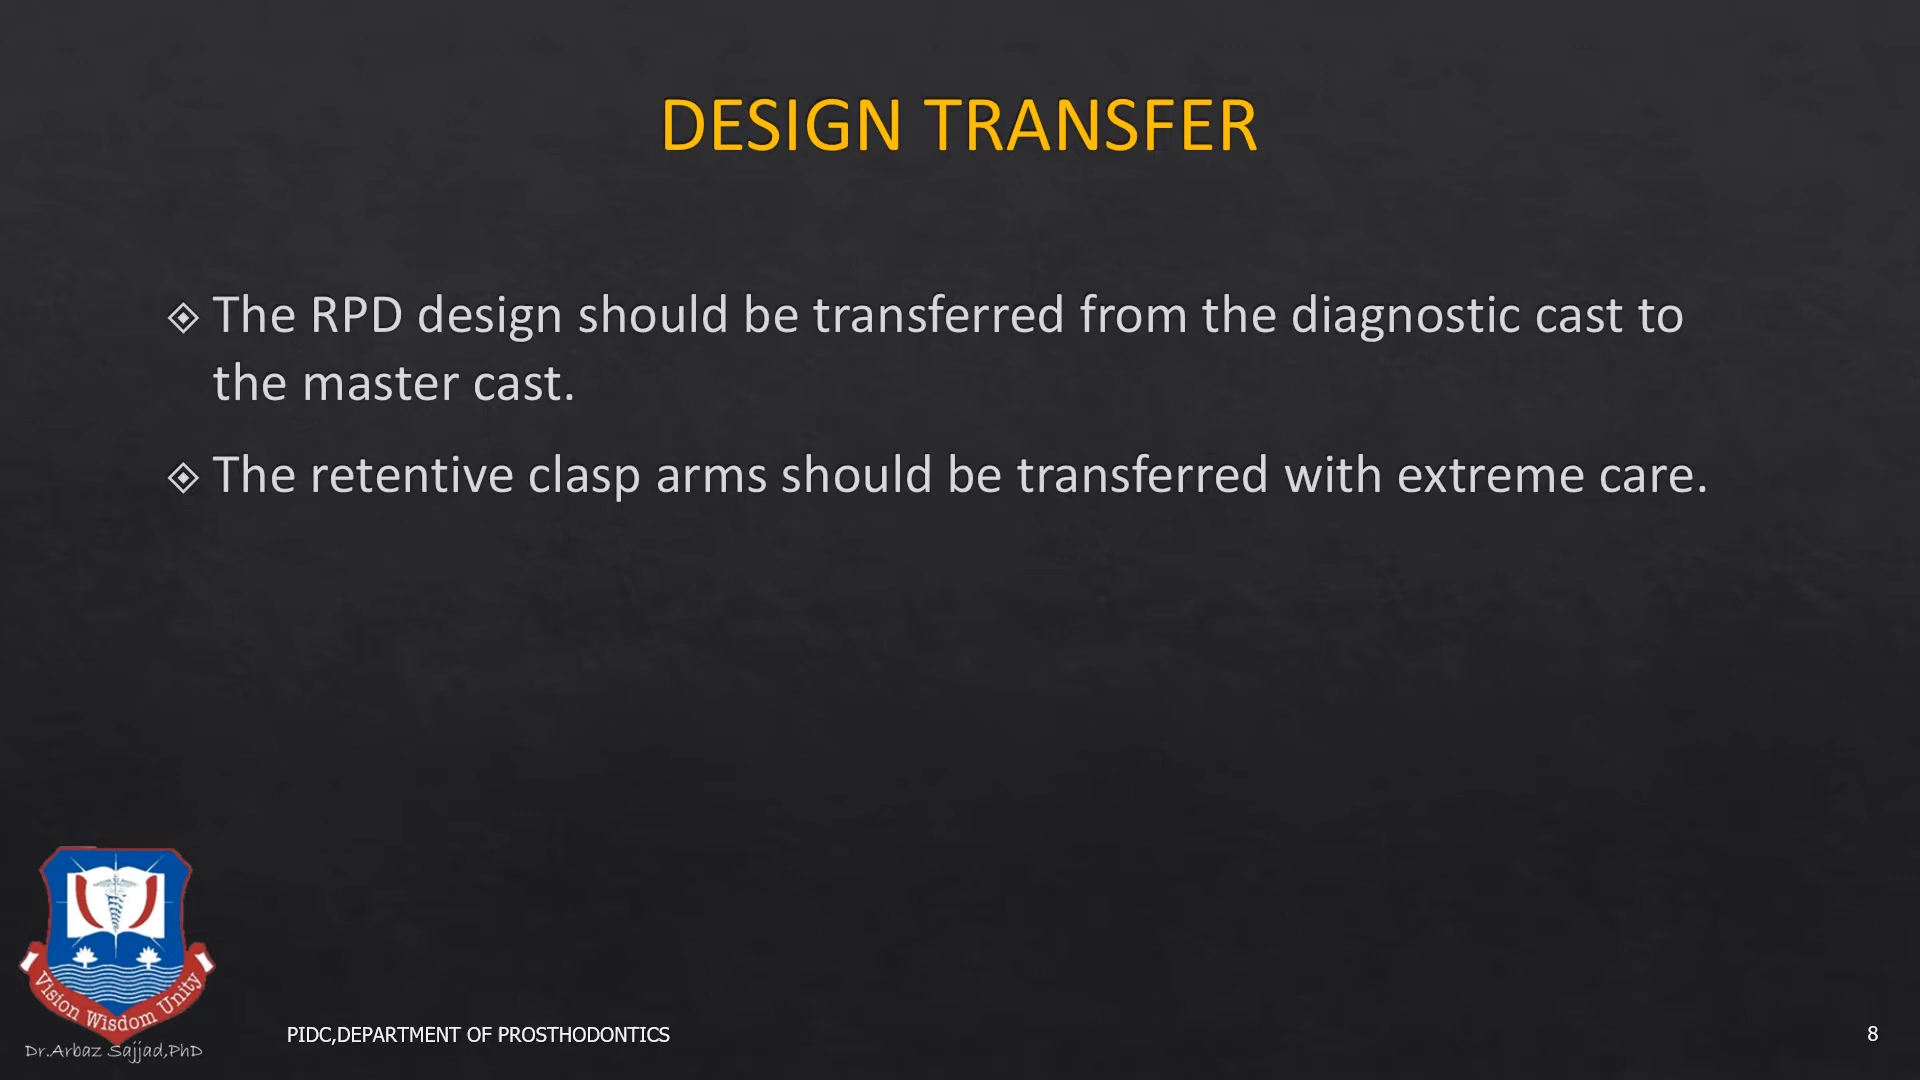 DESIGN TRANSFER
The RPD design should be transferred from the diagnostic cast to
the master cast.
The retentive clasp arms should be transferred with extreme care.
Vision Wisdom Unity
Dr.Arbaz Sajjad,PhD
PIDC,DEPARTMENT OF PROSTHODONTICS
8